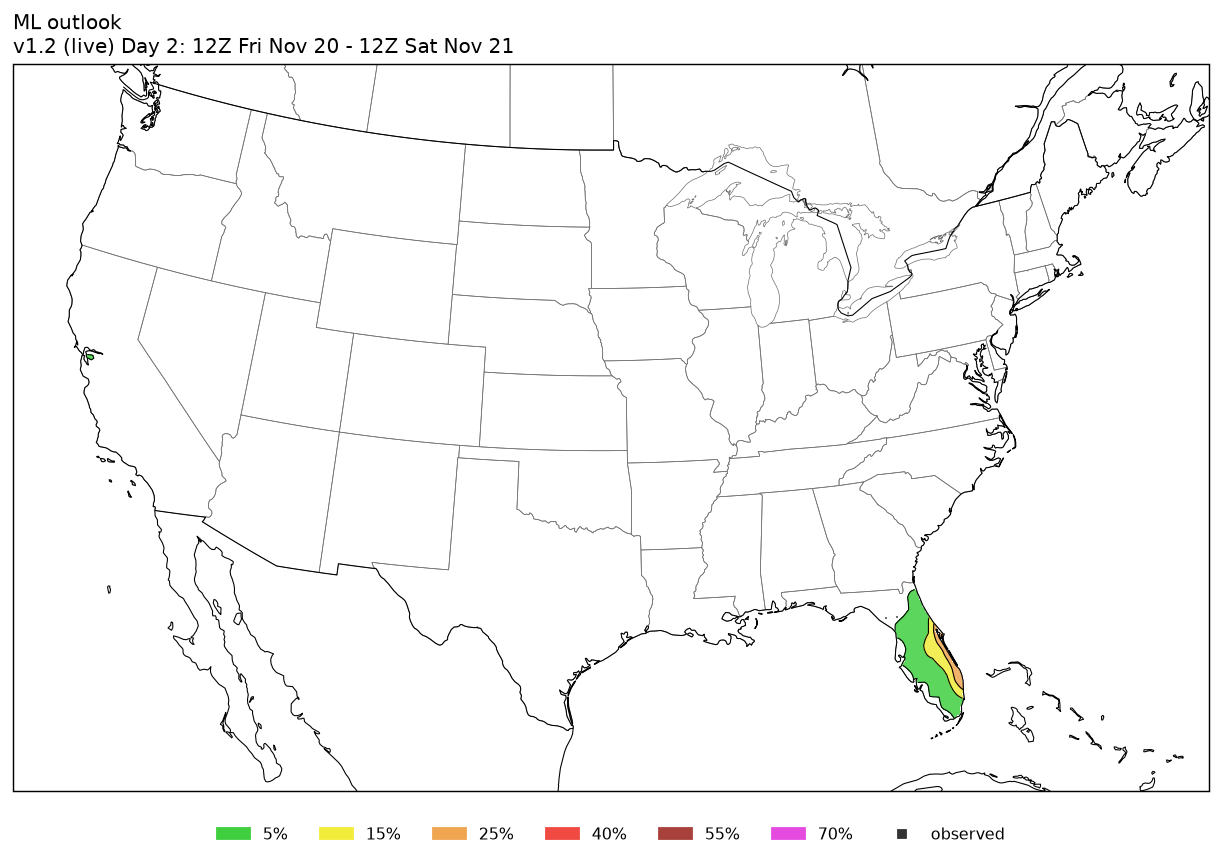 ML outlook
v1.2 (live) Day 2: 12Z Fri Nov 20 - 12Z Sat Nov 21
5% 15% 25% 40% 55% 70% observed